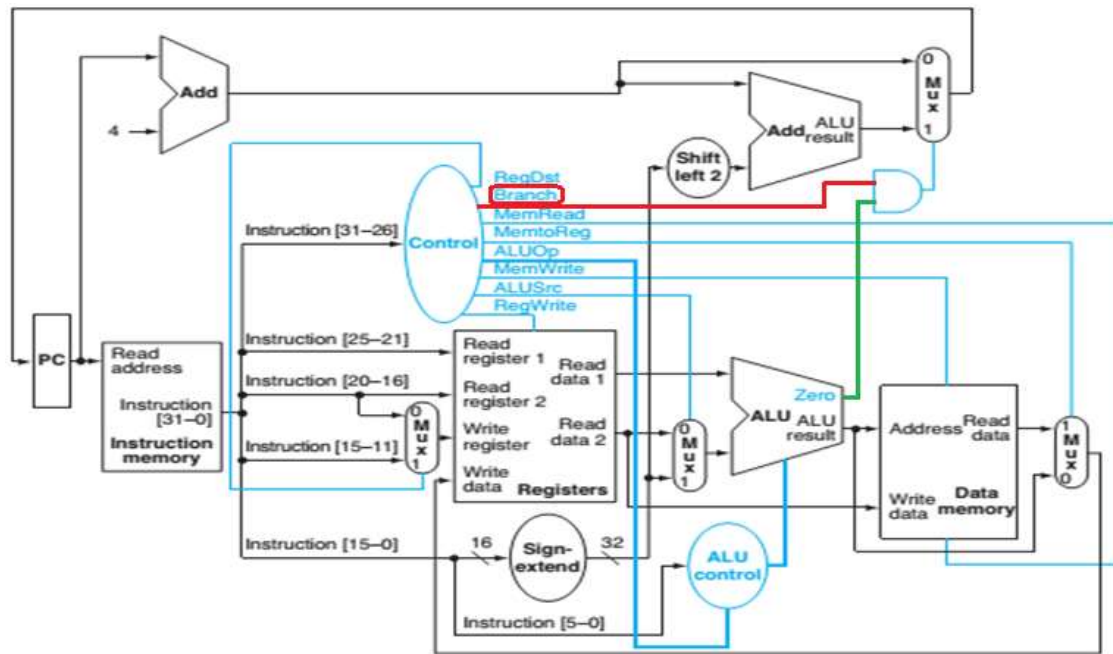 Add
4
0
Mux
1
Add
ALU
result
Shift
left 2
RegDst
Branch
MemRead
MemtoReg
ALUOp
MemWrite
ALUSrc
RegWrite
Control
Instruction [31–26]
PC
Read
address
Instruction
[31–0]
Instruction
memory
Instruction [25–21]
Instruction [20–16]
Instruction [15–11]
0
Mux
1
Read
register 1
Read
register 2
Write
register
Write
data
Read
data 1
Read
data 2
Registers
0
Mux
1
Zero
ALU
ALU
result
Address
Read
data
Write
data
Data
memory
1
Mux
0
Instruction [15–0]
16
Sign-
extend
32
ALU
control
Instruction [5–0]